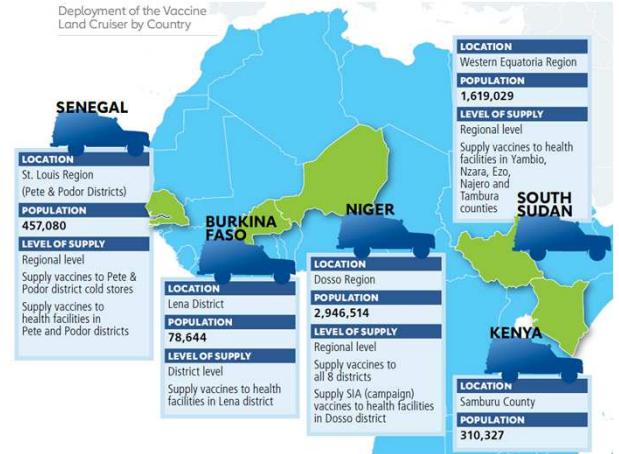 Deployment of the Vaccine
Land Cruiser by Country
SENEGAL
LOCATION
St. Louis Region
(Pete & Podor Districts)
POPULATION
457,080
LEVEL OF SUPPLY
Regional level
Supply vaccines to Pete &
Podor district cold stores
Supply vaccines to
health facilities in
Pete and Podor districts
BURKINA
FASO
LOCATION
Lena District
POPULATION
78,644
LEVEL OF SUPPLY
District level
Supply vaccines to health
facilities in Lena district
NIGER
LOCATION
Dosso Region
POPULATION
2,946,514
LEVEL OF SUPPLY
Regional level
Supply vaccines to
all 8 districts
Supply SIA (campaign)
vaccines to health facilities
in Dosso district
LOCATION
Western Equatoria Region
POPULATION
1,619,029
LEVEL OF SUPPLY
Regional level
Supply vaccines to health
facilities in Yambio,
Nzara, Ezo,
Najero and
Tambura
counties
SOUTH
SUDAN
KENYA
LOCATION
Samburu County
POPULATION
310,327